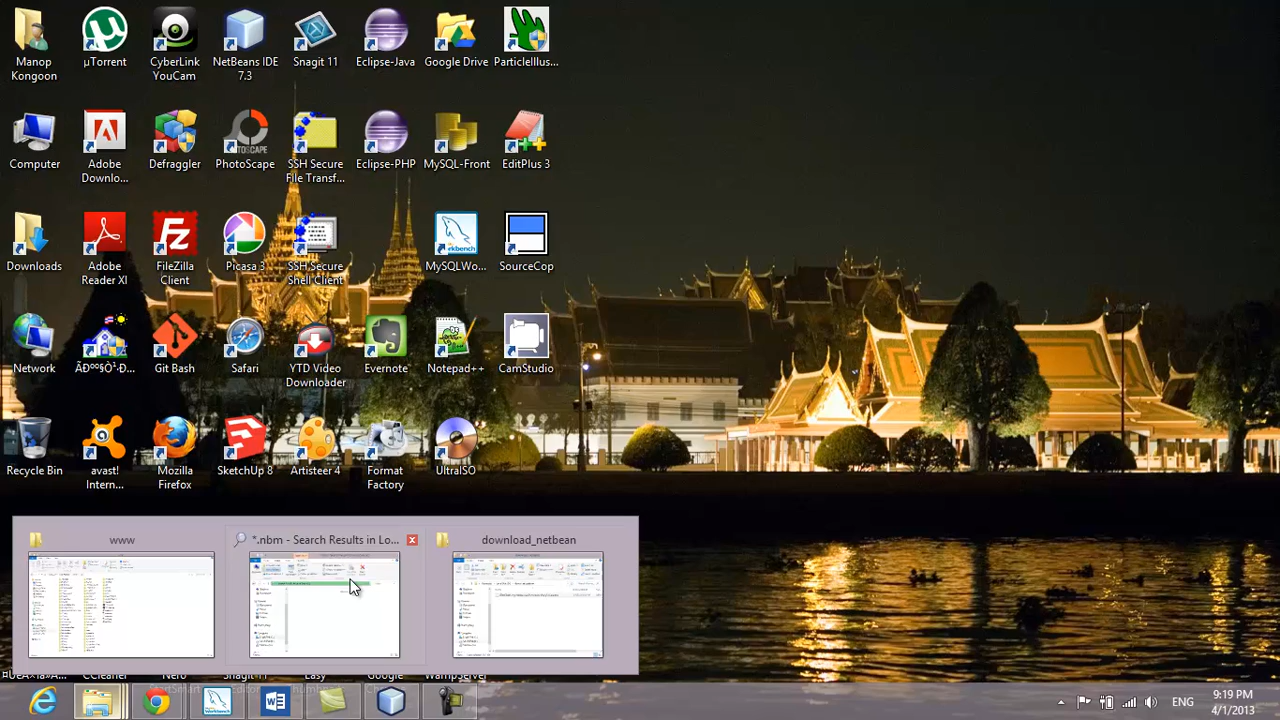 Manop
Kongoon
µTorrent
CyberLink
YouCam
NetBeans IDE
7.3
Snagit 11
Eclipse-Java
Google Drive
ParticleIllus...
Computer
Adobe
Downlo...
Defraggler
PhotoScape
SSH Secure
File Transf...
Eclipse-PHP
MySQL-Front
EditPlus 3
Downloads
Adobe
Reader XI
FileZilla
Client
Picasa 3
SSH Secure
Shell Client
MySQLWo...
SourceCop
Network
ÃÐºº§Ò¹·Ð...
Git Bash
Safari
YTD Video
Downloader
Evernote
Notepad++
CamStudio
Recycle Bin
avast!
Intern...
Mozilla
Firefox
SketchUp 8
Artisteer 4
Format
Factory
UltraISO
www
*.nbm - Search Results in Lo...
download_netbean
CCleaner
Nero
Snagit 11
Easy
Google
WampServer
ENG
9:19 PM
4/1/2013